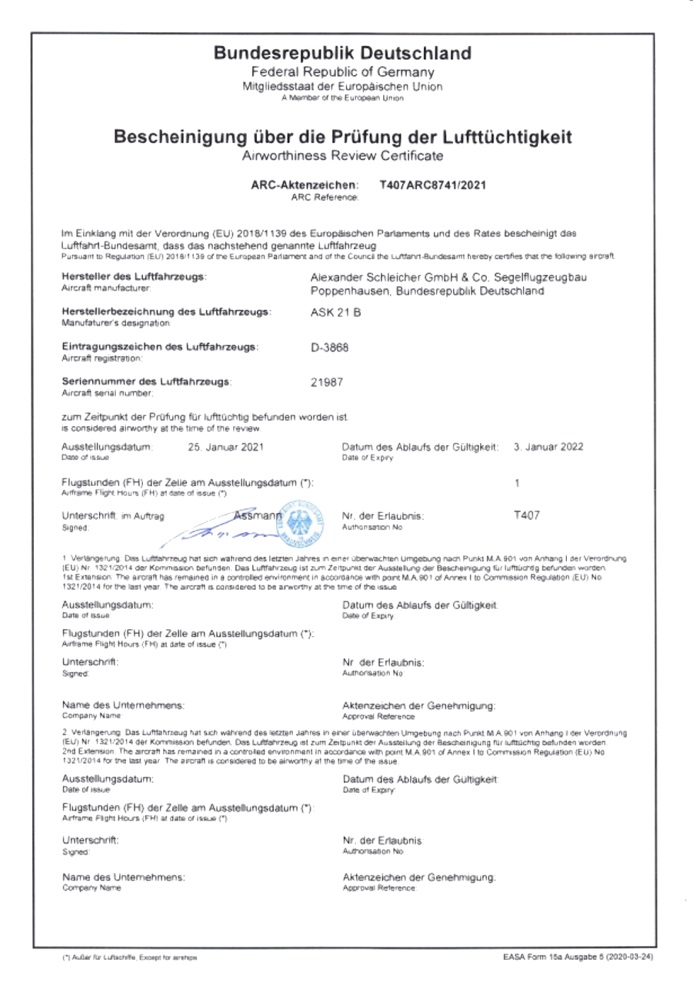 Bundesrepublik Deutschland
Federal Republic of Germany
Mitgliedsstaat der Europäischen Union
A Member of the European Union
Bescheinigung über die Prüfung der Lufttüchtigkeit
Airworthiness Review Certificate
ARC-Aktenzeichen: T407ARC8741/2021
ARC Reference:
Im Einklang mit der Verordnung (EU) 2018/1139 des Europäischen Parlaments und des Rates bescheinigt das
Luftfahrt-Bundesamt, dass das nachstehend genannte Luftfahrzeug
Pursuant to Regulation (EU) 2018/1139 of the European Parliament and of the Council the Luftfahrt-Bundesamt hereby certifies that the following aircraft
Hersteller des Luftfahrzeugs: Alexander Schleicher GmbH & Co. Segelflugzeugbau
Aircraft manufacturer: Poppenhausen, Bundesrepublik Deutschland
Herstellerbezeichnung des Luftfahrzeugs: ASK 21 B
Manufaturer's designation:
Eintragungszeichen des Luftfahrzeugs: D-3868
Aircraft registration:
Seriennummer des Luftfahrzeugs: 21987
Aircraft serial number:
zum Zeitpunkt der Prüfung für lufttüchtig befunden worden ist.
is considered airworthy at the time of the review.
Ausstellungsdatum: 25. Januar 2021 Datum des Ablaufs der Gültigkeit: 3. Januar 2022
Date of issue Date of Expiry
Flugstunden (FH) der Zelle am Ausstellungsdatum (*): 1
Airframe Flight Hours (FH) at date of issue (*)
Unterschrift: im Auftrag Assmann Nr. der Erlaubnis: T407
Signed: Authorisation No
1. Verlängerung: Das Luftfahrzeug hat sich während des letzten Jahres in einer überwachten Umgebung nach Punkt M.A.901 von Anhang I der Verordnung
(EU) Nr. 1321/2014 der Kommission befunden. Das Luftfahrzeug ist zum Zeitpunkt der Ausstellung der Bescheinigung für lufttüchtig befunden worden.
1st Extension: The aircraft has remained in a controlled environment in accordance with point M.A.901 of Annex I to Commission Regulation (EU) No
1321/2014 for the last year. The aircraft is considered to be airworthy at the time of the issue.
Ausstellungsdatum: Datum des Ablaufs der Gültigkeit:
Date of issue Date of Expiry
Flugstunden (FH) der Zelle am Ausstellungsdatum (*):
Airframe Flight Hours (FH) at date of issue (*)
Unterschrift: Nr. der Erlaubnis:
Signed: Authorisation No
Name des Unternehmens: Aktenzeichen der Genehmigung:
Company Name Approval Reference
2. Verlängerung: Das Luftfahrzeug hat sich während des letzten Jahres in einer überwachten Umgebung nach Punkt M.A.901 von Anhang I der Verordnung
(EU) Nr. 1321/2014 der Kommission befunden. Das Luftfahrzeug ist zum Zeitpunkt der Ausstellung der Bescheinigung für lufttüchtig befunden worden.
2nd Extension: The aircraft has remained in a controlled environment in accordance with point M.A.901 of Annex I to Commission Regulation (EU) No
1321/2014 for the last year. The aircraft is considered to be airworthy at the time of the issue.
Ausstellungsdatum: Datum des Ablaufs der Gültigkeit:
Date of issue Date of Expiry
Flugstunden (FH) der Zelle am Ausstellungsdatum (*):
Airframe Flight Hours (FH) at date of issue (*)
Unterschrift: Nr. der Erlaubnis
Signed: Authorisation No
Name des Unternehmens: Aktenzeichen der Genehmigung:
Company Name Approval Reference:
(*) Außer für Luftschiffe, Except for airships EASA Form 15a Ausgabe 5 (2020-03-24)